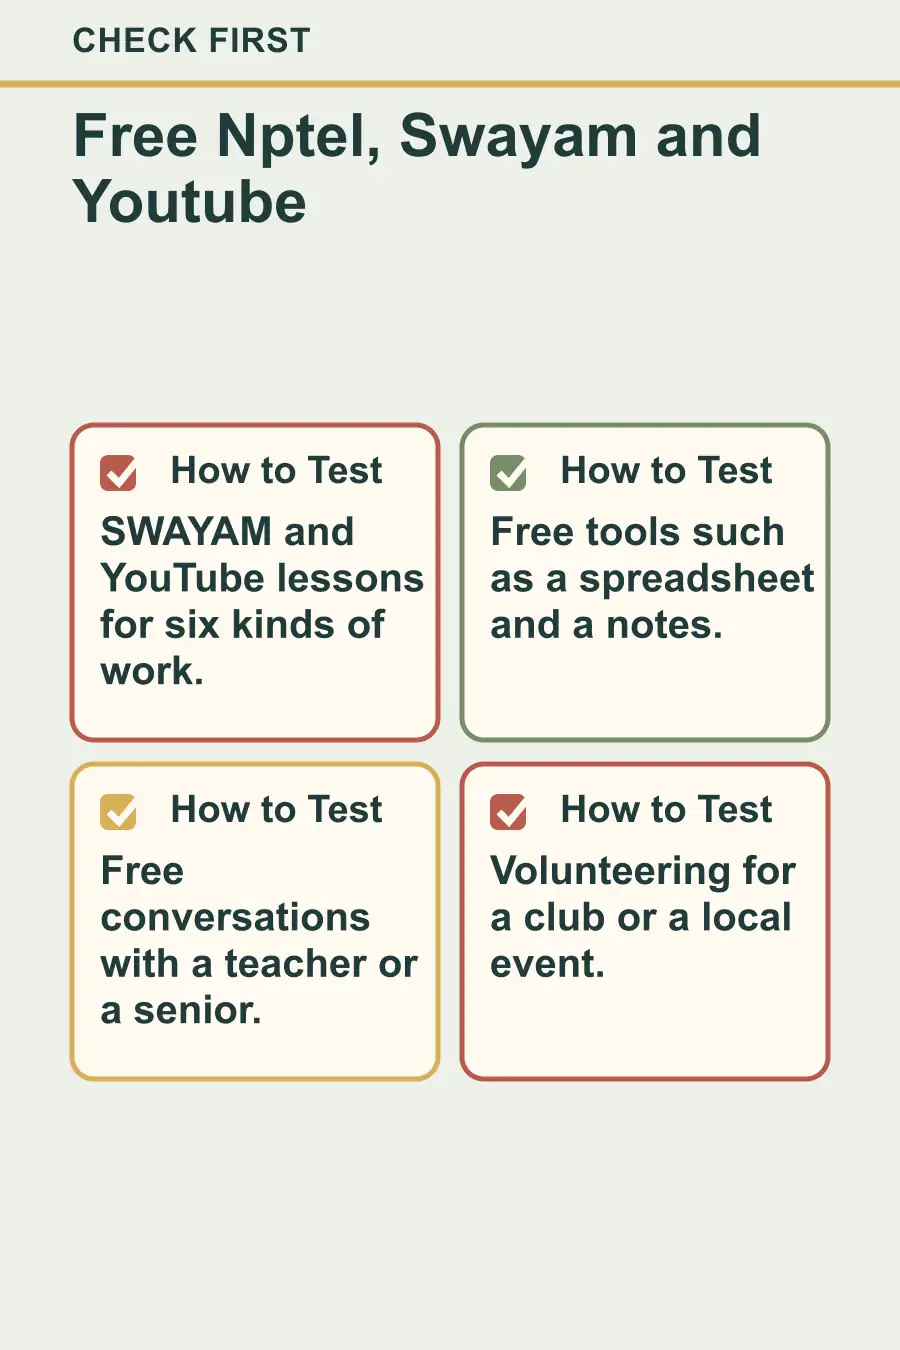 CHECK FIRST
Free Nptel, Swayam and
Youtube
How to Test
SWAYAM and
YouTube lessons
for six kinds of
work.
How to Test
Free tools such
as a spreadsheet
and a notes.
How to Test
Free
conversations
with a teacher or
a senior.
How to Test
Volunteering for
a club or a local
event.